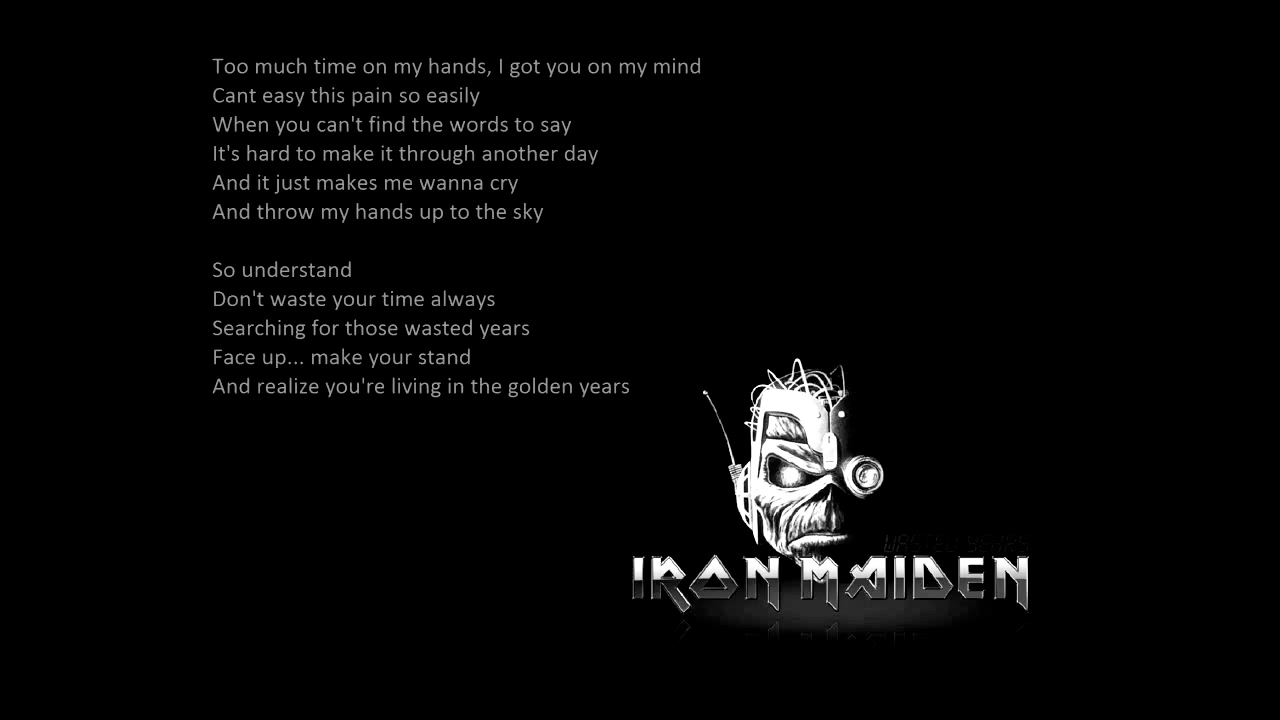 Too much time on my hands, I got you on my mind
Cant easy this pain so easily
When you can't find the words to say
It's hard to make it through another day
And it just makes me wanna cry
And throw my hands up to the sky
So understand
Don't waste your time always
Searching for those wasted years
Face up... make your stand
And realize you're living in the golden years
WASTED YEARS
IRON MAIDEN